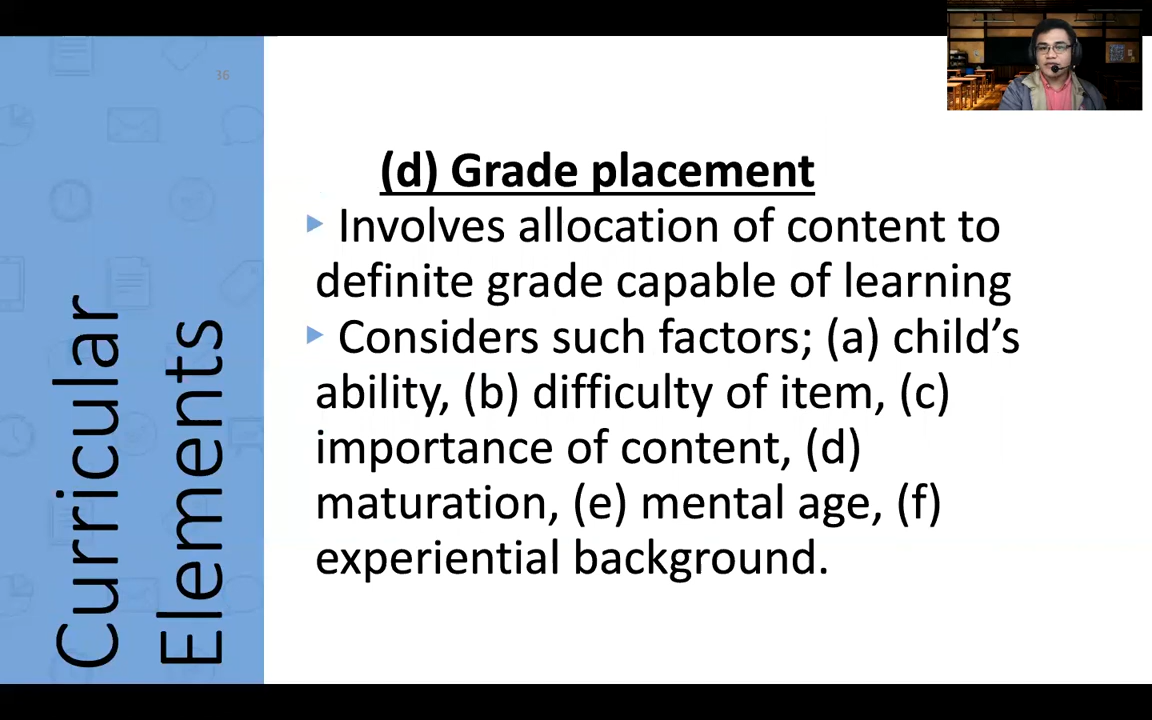 36
Curricular
Elements
(d) Grade placement
Involves allocation of content to
definite grade capable of learning
Considers such factors; (a) child’s
ability, (b) difficulty of item, (c)
importance of content, (d)
maturation, (e) mental age, (f)
experiential background.